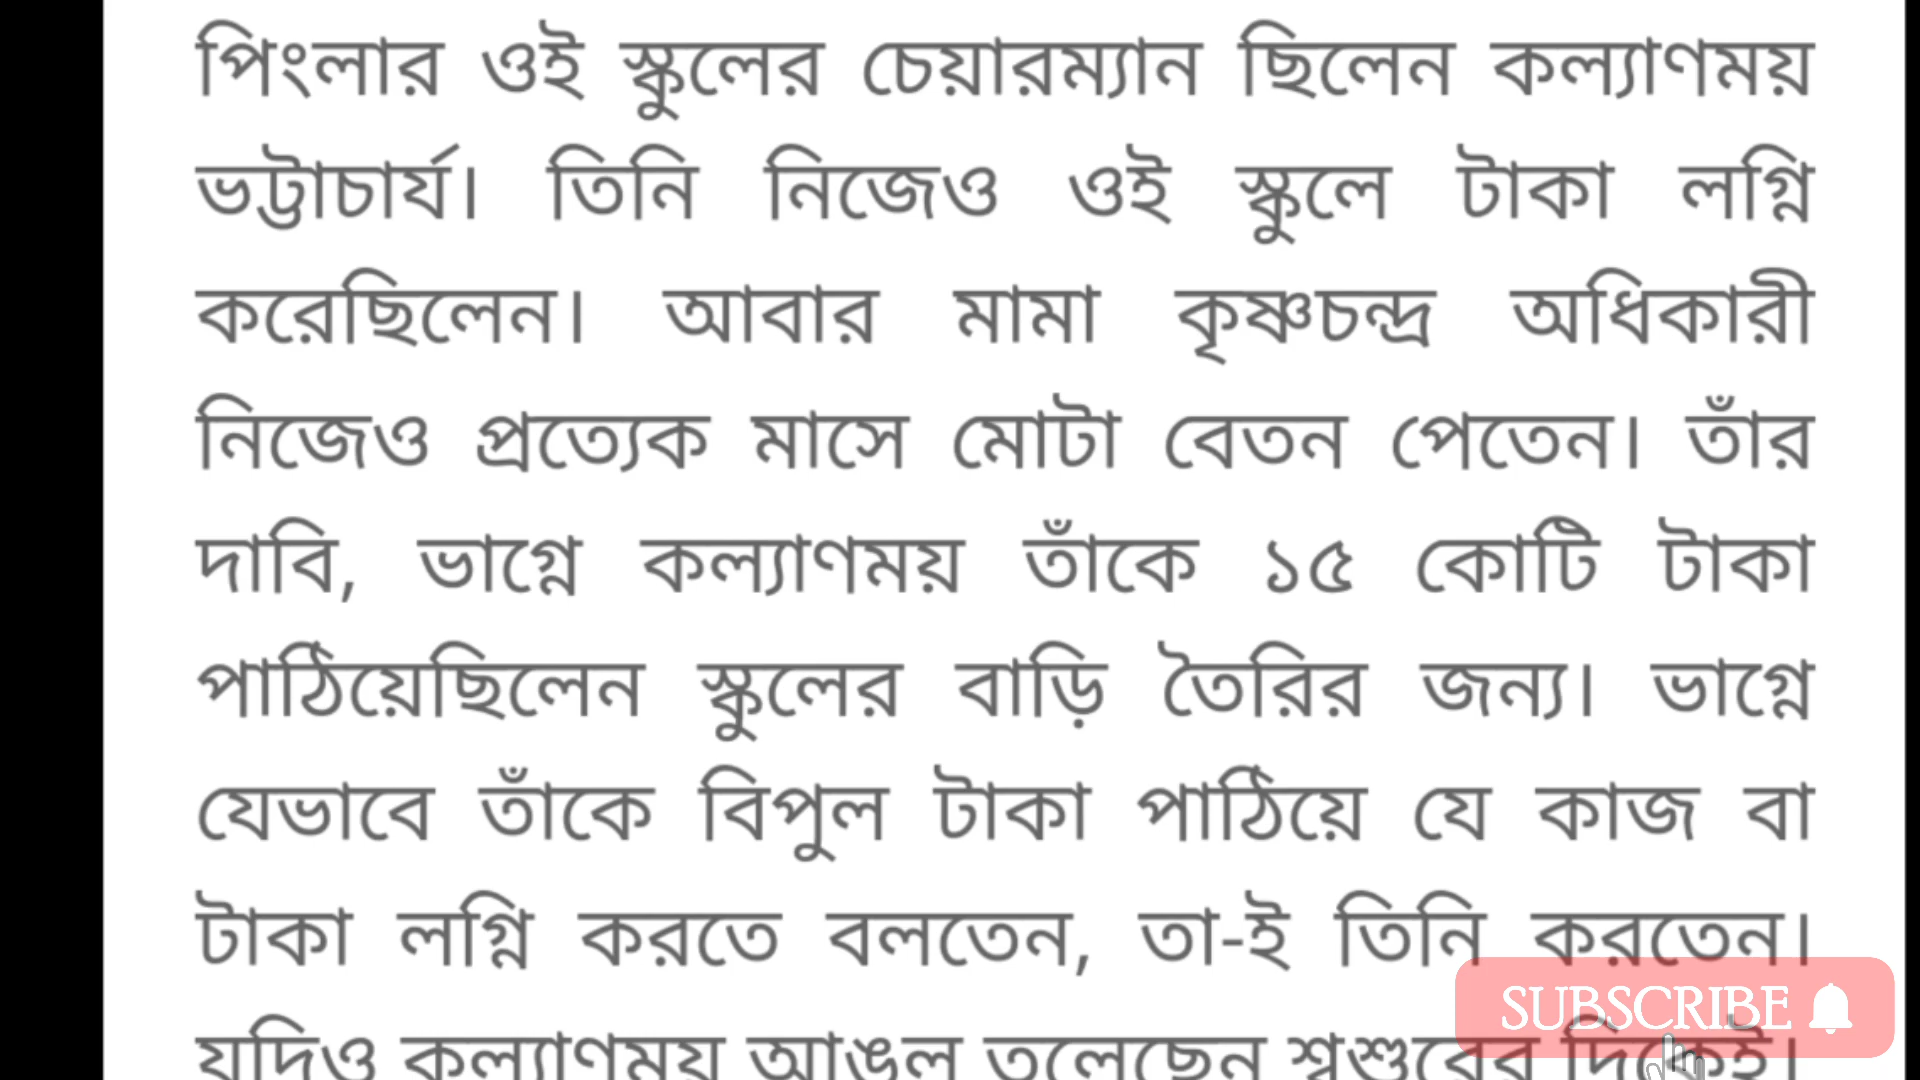 পিংলার ওই স্কুলের চেয়ারম্যান ছিলেন কল্যাণময়
ভট্টাচার্য। তিনি নিজেও ওই স্কুলে টাকা লগ্নি
করেছিলেন। আবার মামা কৃষ্ণচন্দ্র অধিকারী
নিজেও প্রত্যেক মাসে মোটা বেতন পেতেন। তাঁর
দাবি, ভাগ্নে কল্যাণময় তাঁকে ১৫ কোটি টাকা
পাঠিয়েছিলেন স্কুলের বাড়ি তৈরির জন্য। ভাগ্নে
যেভাবে তাঁকে বিপুল টাকা পাঠিয়ে যে কাজ বা
টাকা লগ্নি করতে বলতেন, তা-ই তিনি করতেন।
যদিও কল্যাণময় আঙুল তুলেছেন শ্বশুরের দিকেই।
SUBSCRIBE